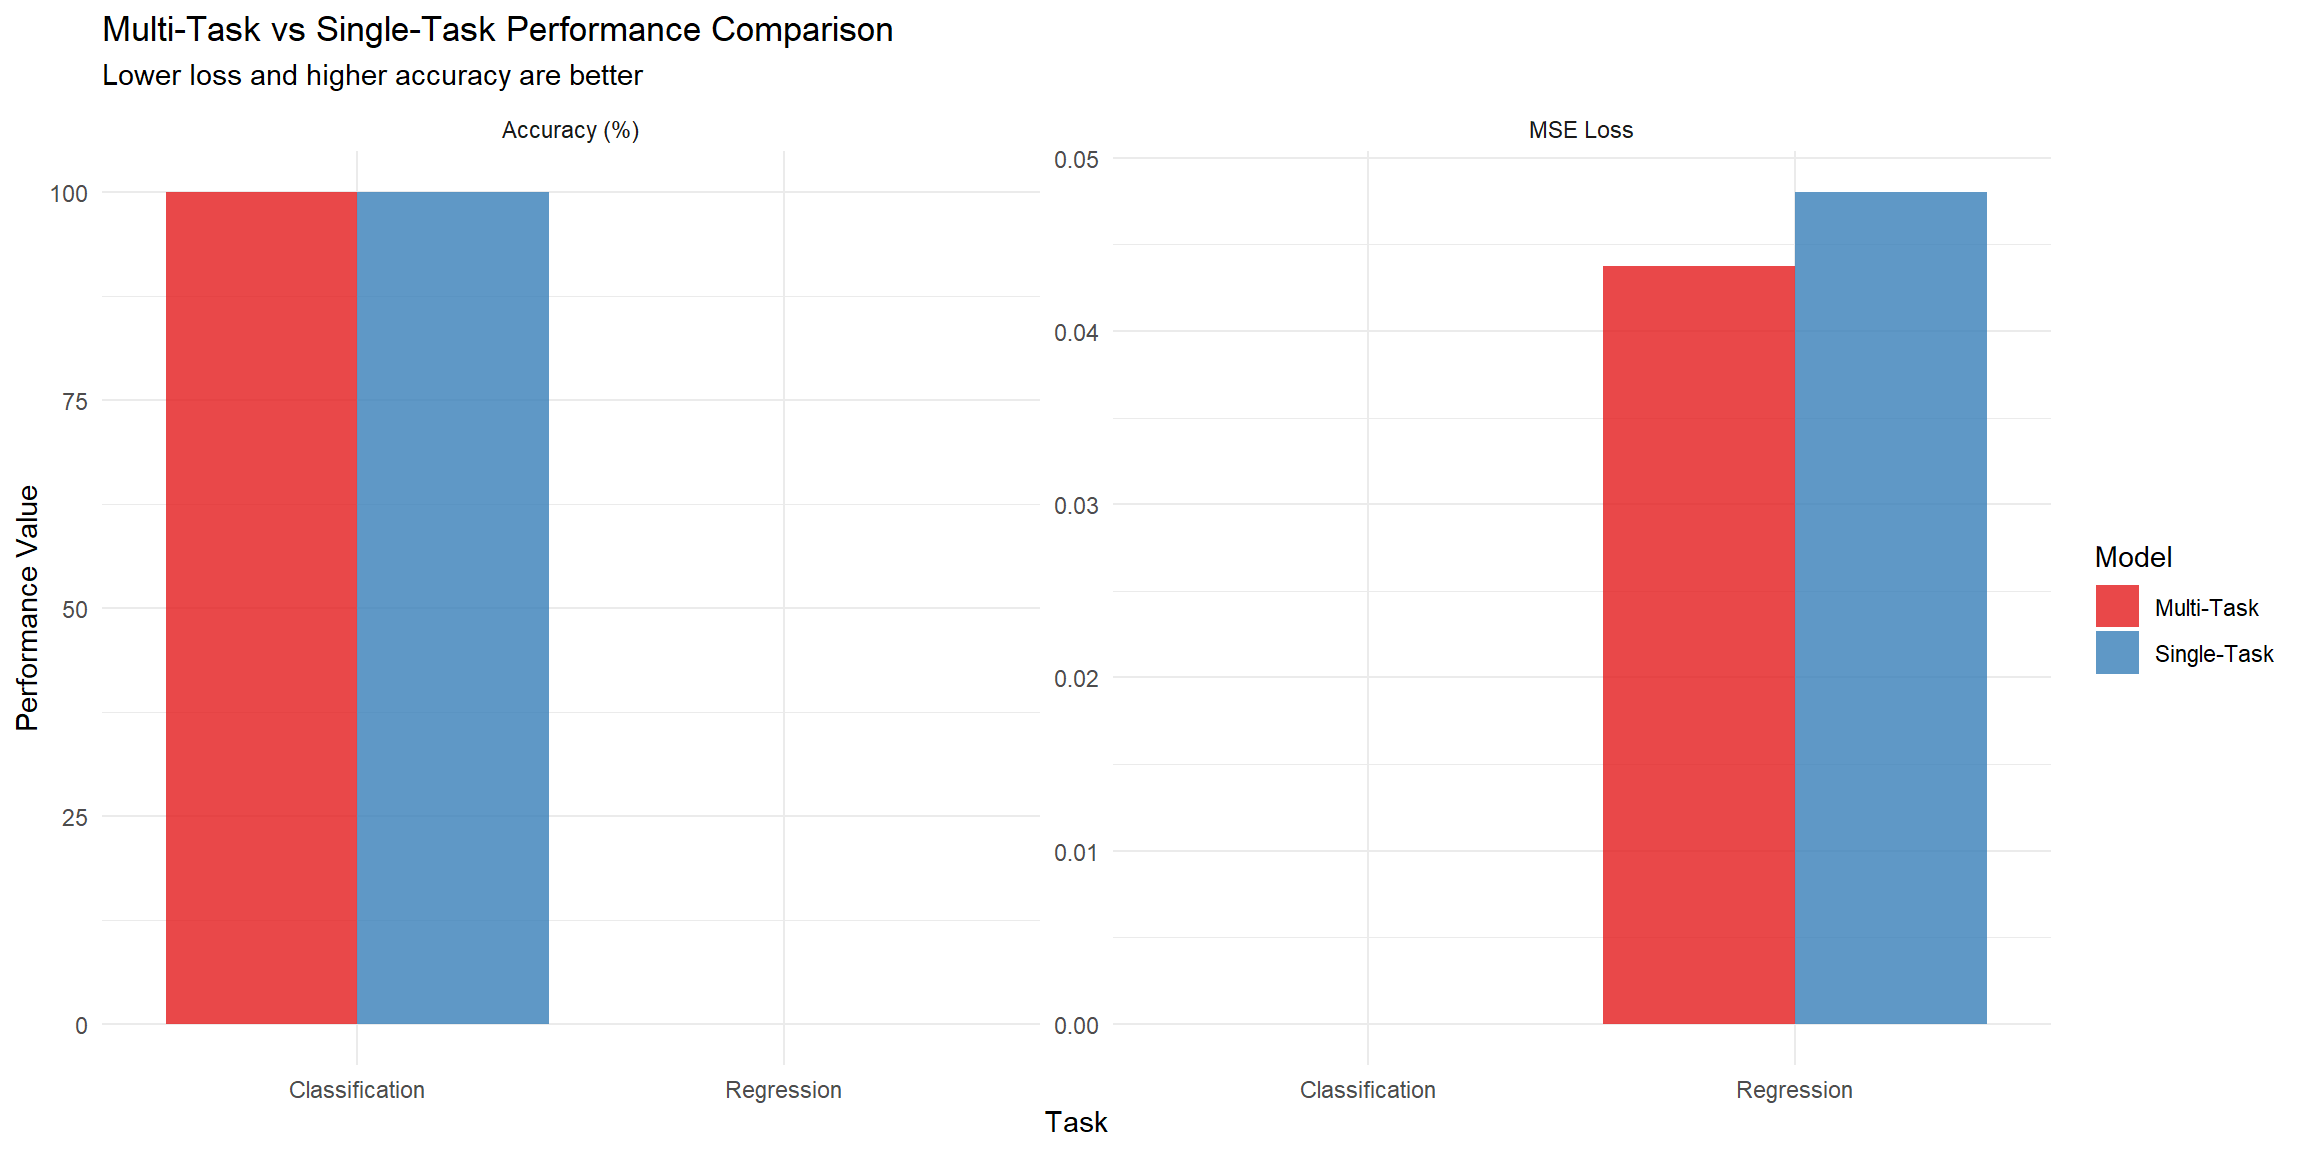 Multi-Task vs Single-Task Performance Comparison
Lower loss and higher accuracy are better
Accuracy (%)
MSE Loss
Performance Value
100
75
50
25
0
0.05
0.04
0.03
0.02
0.01
0.00
Classification
Regression
Classification
Regression
Task
Model
Multi-Task
Single-Task